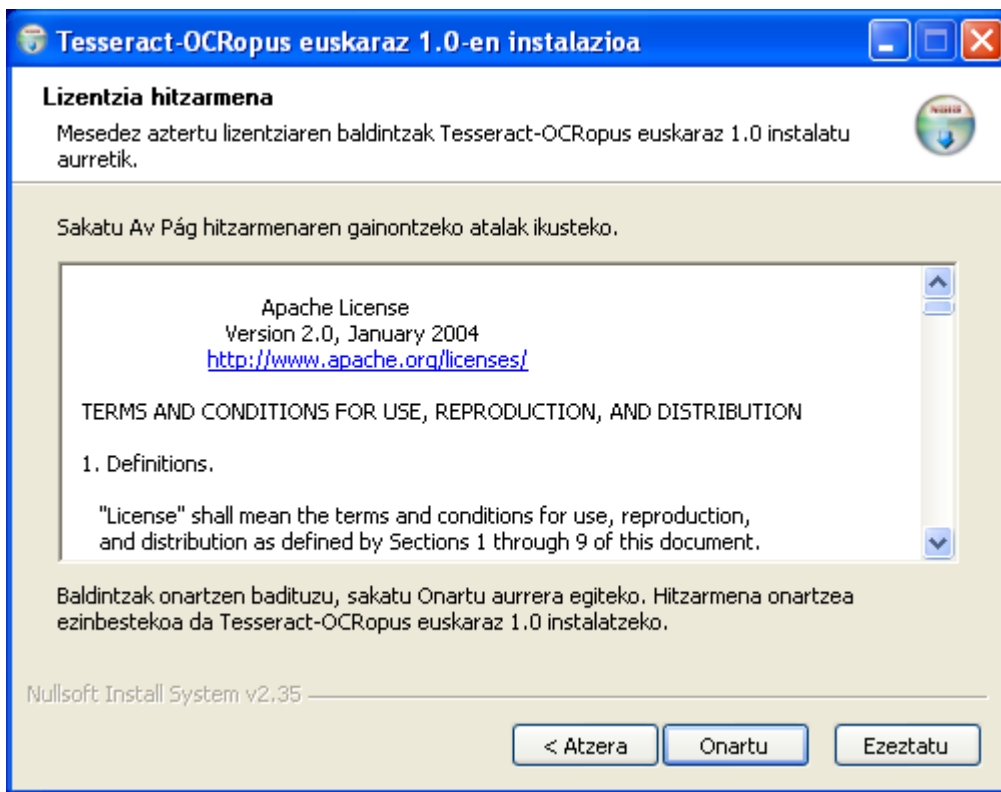 Tesseract-OCRopus euskaraz 1.0-en instalazioa
Lizentzia hitzarmena
Mesedez aztertu lizentziaren baldintzak Tesseract-OCRopus euskaraz 1.0 instalatu
aurretik.
Sakatu Av Pág hitzarmenaren gainontzeko atalak ikusteko.
Apache License
Version 2.0, January 2004
http://www.apache.org/licenses/
TERMS AND CONDITIONS FOR USE, REPRODUCTION, AND DISTRIBUTION
1. Definitions.
"License" shall mean the terms and conditions for use, reproduction,
and distribution as defined by Sections 1 through 9 of this document.
Baldintzak onartzen badituzu, sakatu Onartu aurrera egiteko. Hitzarmena onartzea
ezinbestekoa da Tesseract-OCRopus euskaraz 1.0 instalatzeko.
Nullsoft Install System v2.35
< Atzera Onartu Ezeztatu